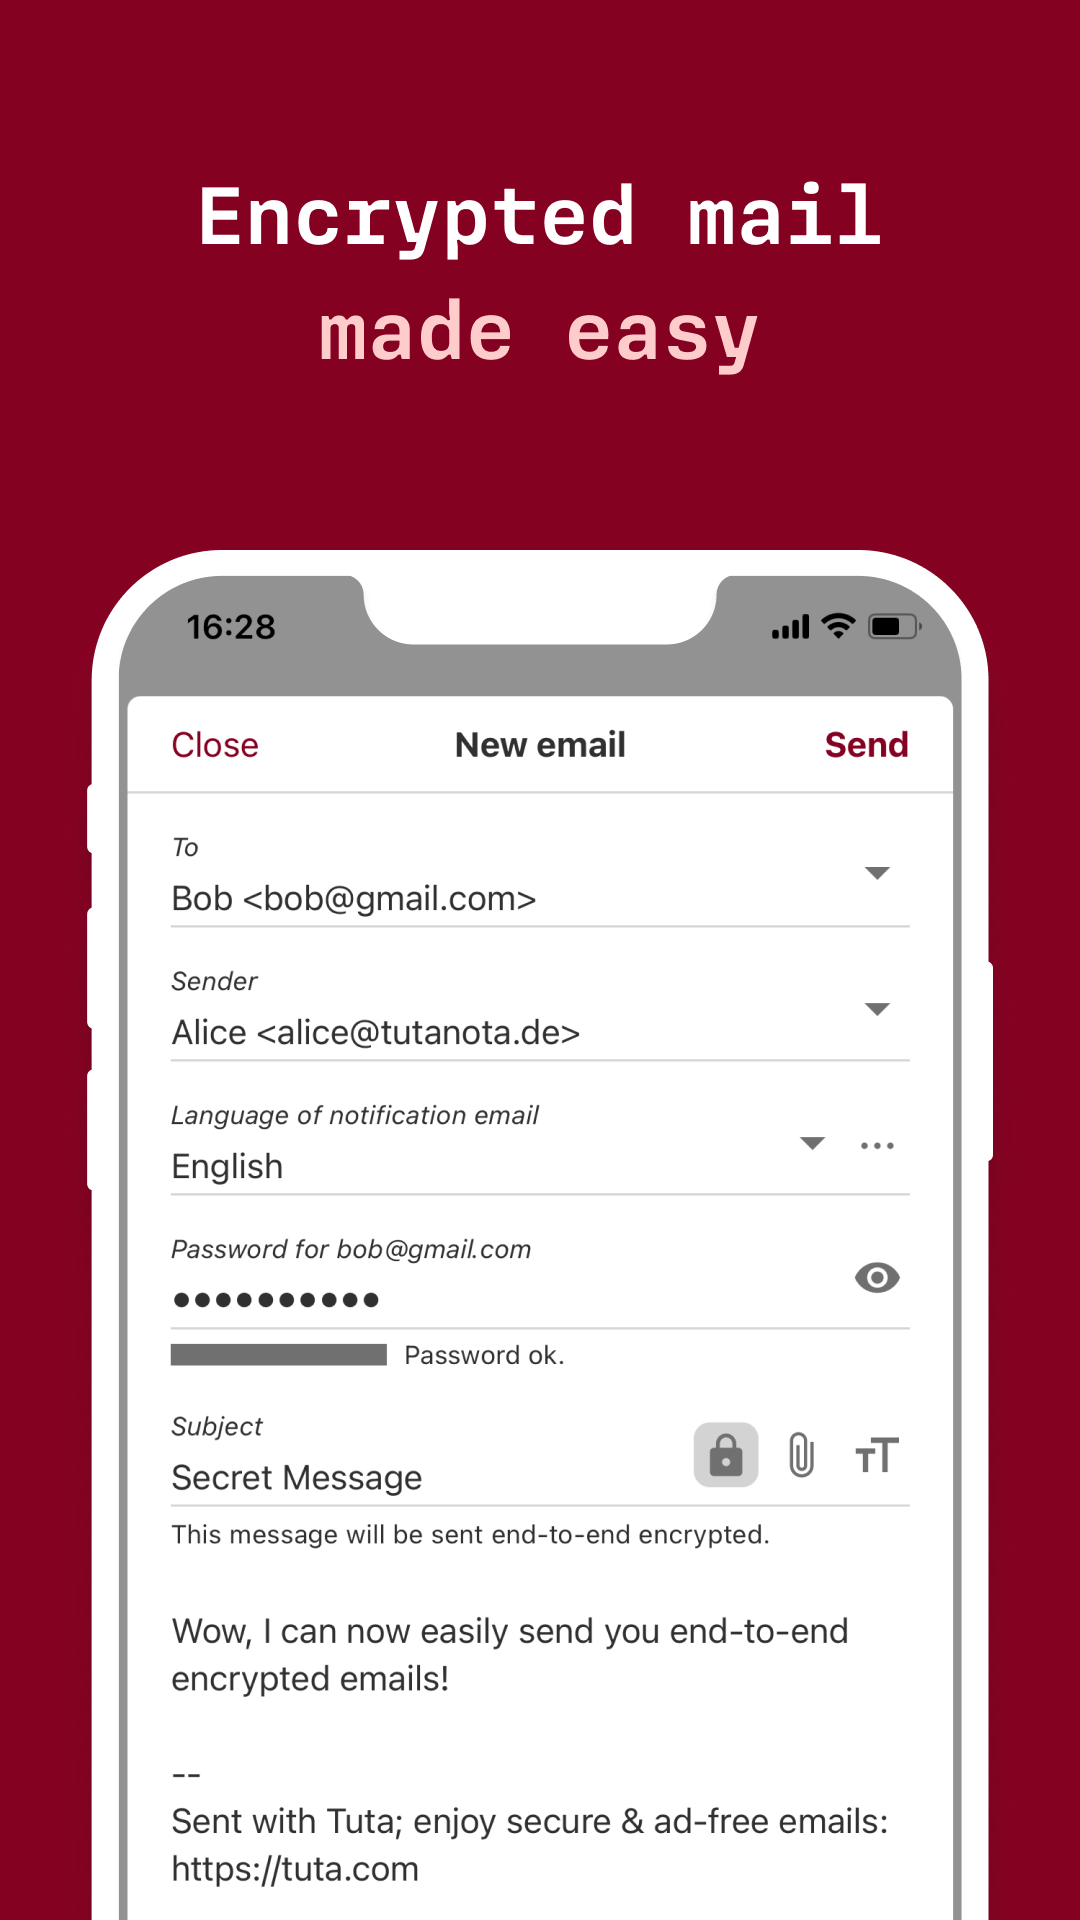 Encrypted mail
made easy
16:28
Close New email Send
To
Bob <bob@gmail.com>
Sender
Alice <alice@tutanota.de>
Language of notification email
English
Password for bob@gmail.com
••••••••••
Password ok.
Subject
Secret Message
This message will be sent end-to-end encrypted.
Wow, I can now easily send you end-to-end
encrypted emails!
--
Sent with Tuta; enjoy secure & ad-free emails:
https://tuta.com